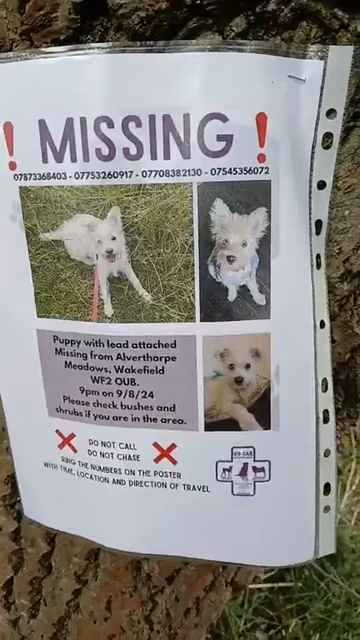 ! MISSING !
07873368403 - 07753260917 - 07708382130 - 07545356072
Puppy with lead attached
Missing from Alverthorpe
Meadows, Wakefield
WF2 0UB.
9pm on 9/8/24
Please check bushes and
shrubs if you are in the area.
DO NOT CALL
DO NOT CHASE
RING THE NUMBERS ON THE POSTER
WITH TIME, LOCATION AND DIRECTION OF TRAVEL
K9-SAR